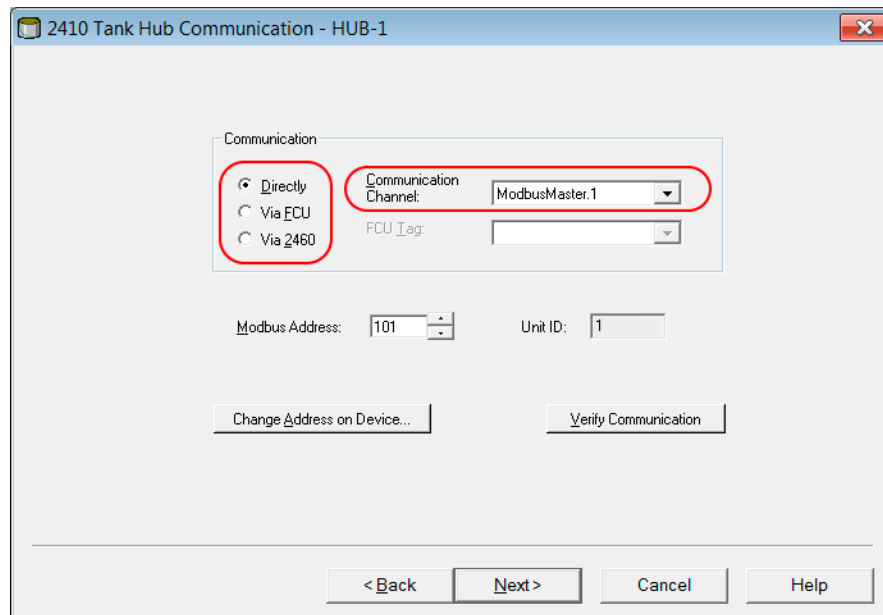 2410 Tank Hub Communication - HUB-1
Communication
Directly
Via FCU
Via 2460
Communication
Channel:
ModbusMaster.1
FCU Tag:
Modbus Address:
101
Unit ID:
1
Change Address on Device...
Verify Communication
< Back
Next >
Cancel
Help